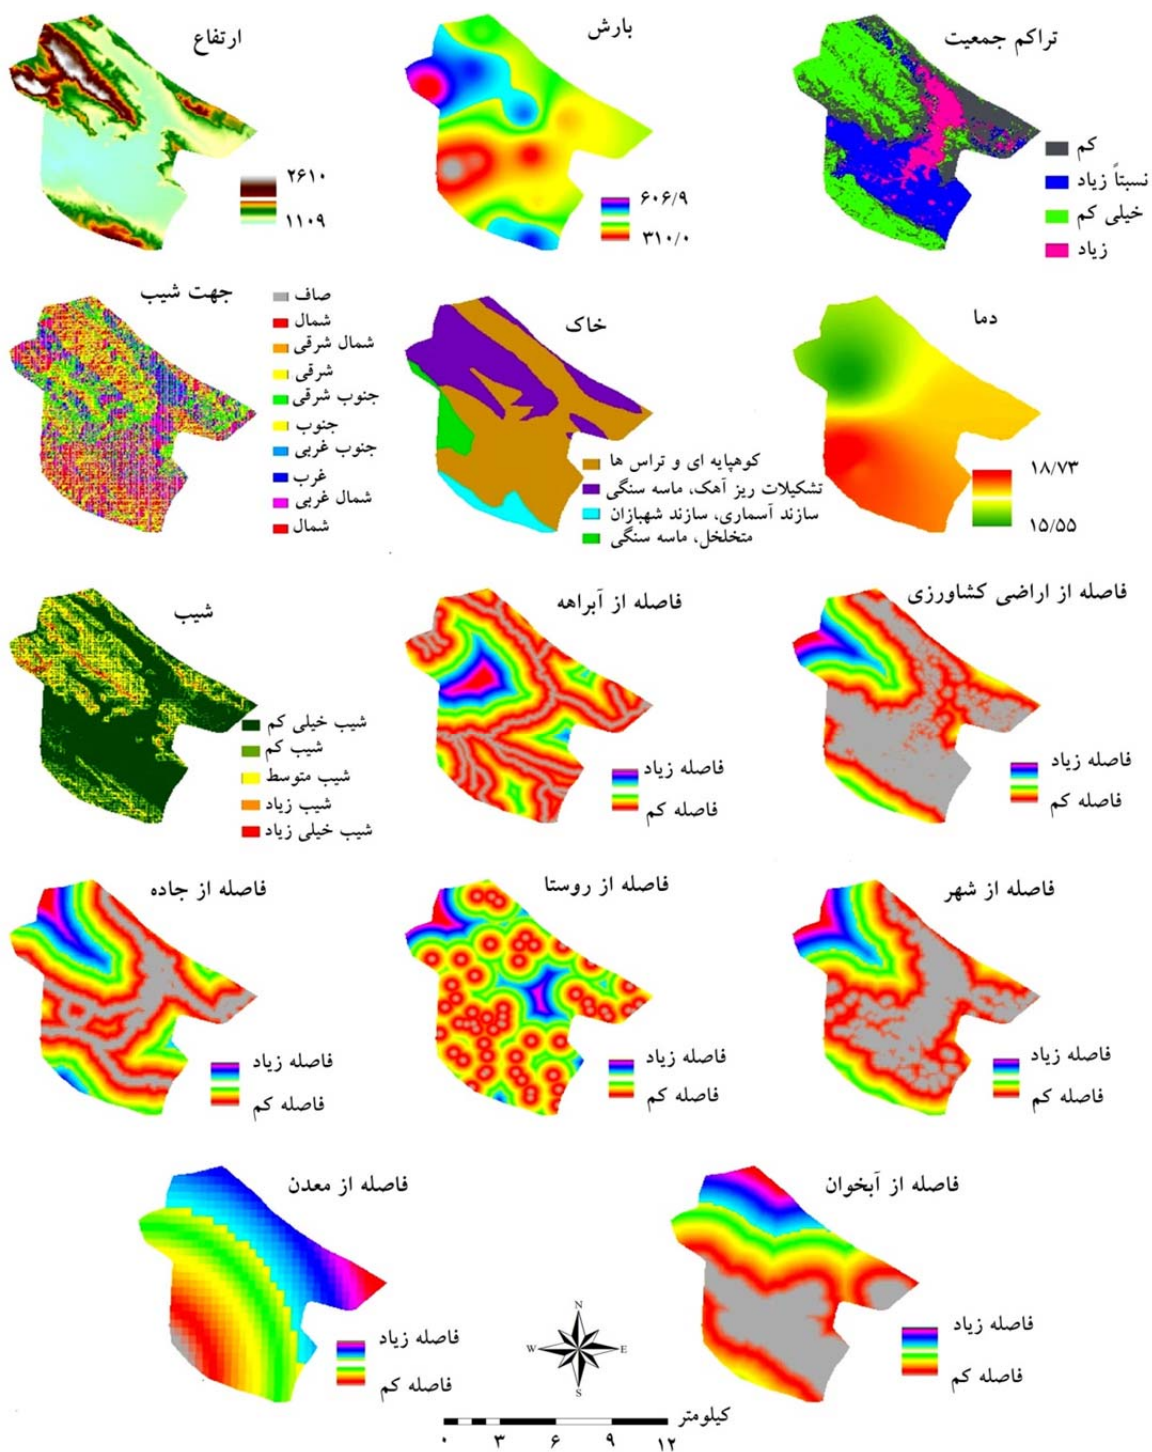 ارتفاع
۲۶۱۰
۱۱۰۹
بارش
۶۰۶/۹
۳۱۰/۰
تراکم جمعیت
کم
نسبتاً زیاد
خیلی کم
زیاد
جهت شیب
صاف
شمال
شمال شرقی
شرقی
جنوب شرقی
جنوب
جنوب غربی
غرب
شمال غربی
شمال
خاک
کوهپایه ای و تراس ها
تشکیلات ریز آهک، ماسه سنگی
سازند آسماری، سازند شهبازان
متخلخل، ماسه سنگی
دما
۱۸/۷۳
۱۵/۵۵
شیب
شیب خیلی کم
شیب کم
شیب متوسط
شیب زیاد
شیب خیلی زیاد
فاصله از آبراهه
فاصله زیاد
فاصله کم
فاصله از اراضی کشاورزی
فاصله زیاد
فاصله کم
فاصله از جاده
فاصله زیاد
فاصله کم
فاصله از روستا
فاصله زیاد
فاصله کم
فاصله از شهر
فاصله زیاد
فاصله کم
فاصله از معدن
فاصله زیاد
فاصله کم
فاصله از آبخوان
فاصله زیاد
فاصله کم
N
W E
S
کیلومتر
۰ ۳ ۶ ۹ ۱۲